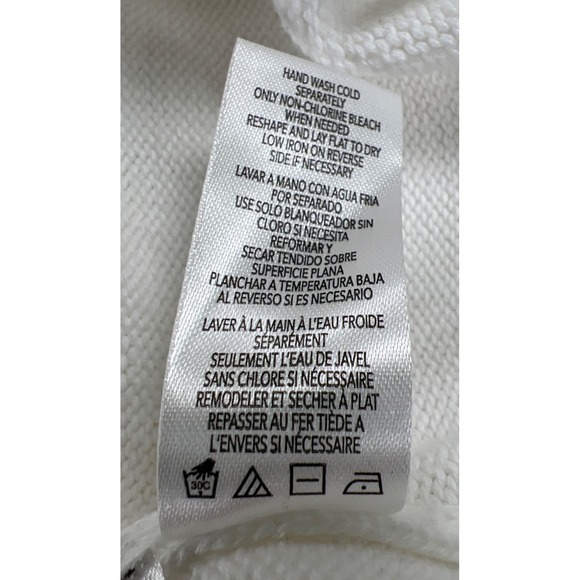 HAND WASH COLD
SEPARATELY
ONLY NON-CHLORINE BLEACH
WHEN NEEDED
RESHAPE AND LAY FLAT TO DRY
LOW IRON ON REVERSE
SIDE IF NECESSARY
LAVAR A MANO CON AGUA FRIA
POR SEPARADO
USE SOLO BLANQUEADOR SIN
CLORO SI NECESITA
REFORMAR Y
SECAR TENDIDO SOBRE
SUPERFICIE PLANA
PLANCHAR A TEMPERATURA BAJA
AL REVERSO SI ES NECESARIO
LAVER À LA MAIN À L'EAU FROIDE
SÉPARÉMENT
SEULEMENT L'EAU DE JAVEL
SANS CHLORE SI NÉCESSAIRE
REMODELER ET SECHER À PLAT
REPASSER AU FER TIÈDE A
L'ENVERS SI NÉCESSAIRE
30C